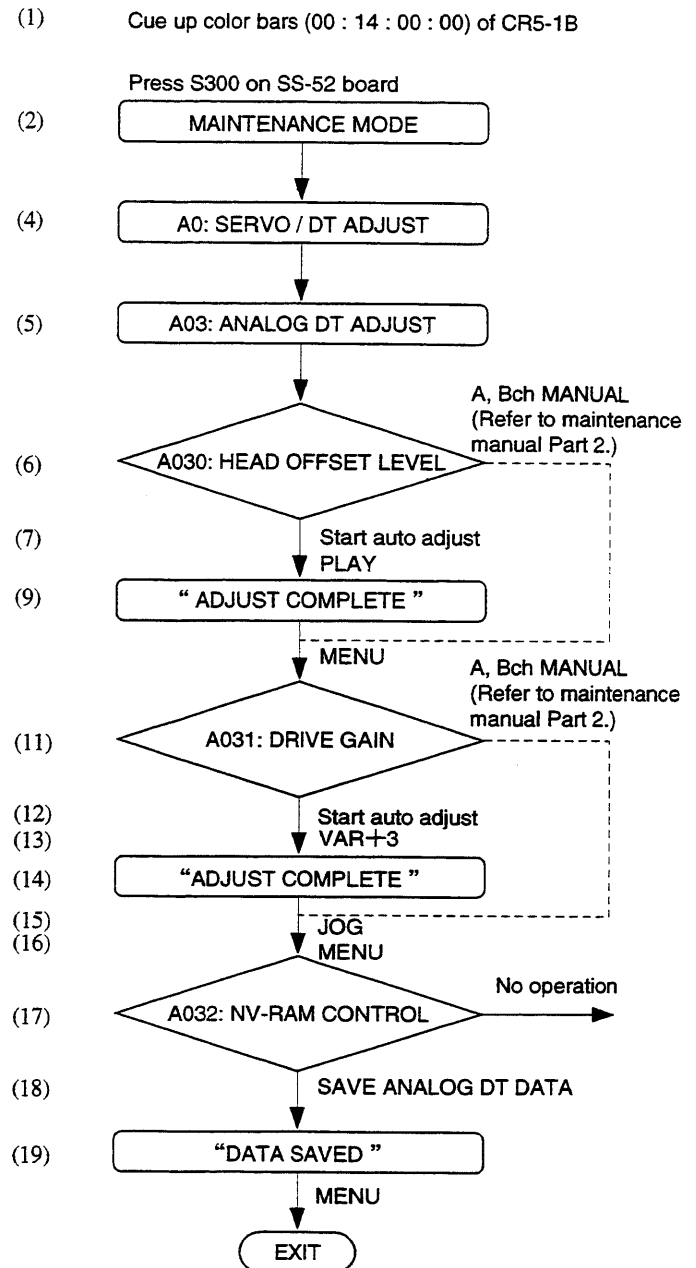 (1) Cue up color bars (00 : 14 : 00 : 00) of CR5-1B
Press S300 on SS-52 board
(2) MAINTENANCE MODE
(4) A0: SERVO / DT ADJUST
(5) A03: ANALOG DT ADJUST
A, Bch MANUAL
(Refer to maintenance
manual Part 2.)
(6) A030: HEAD OFFSET LEVEL
(7) Start auto adjust
PLAY
(9) “ ADJUST COMPLETE ”
MENU
A, Bch MANUAL
(Refer to maintenance
manual Part 2.)
(11) A031: DRIVE GAIN
(12) Start auto adjust
(13) VAR+3
(14) “ADJUST COMPLETE ”
(15) JOG
(16) MENU
No operation
(17) A032: NV-RAM CONTROL
(18) SAVE ANALOG DT DATA
(19) “DATA SAVED ”
MENU
EXIT